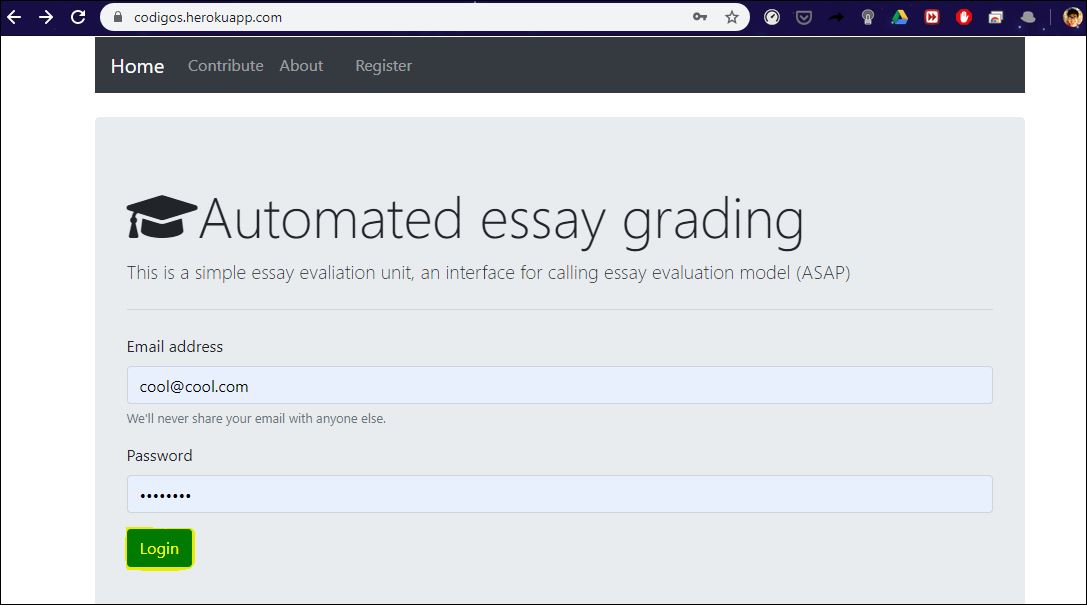 codigos.herokuapp.com
Home Contribute About Register
Automated essay grading
This is a simple essay evaliation unit, an interface for calling essay evaluation model (ASAP)
Email address
cool@cool.com
We'll never share your email with anyone else.
Password
••••••••
Login